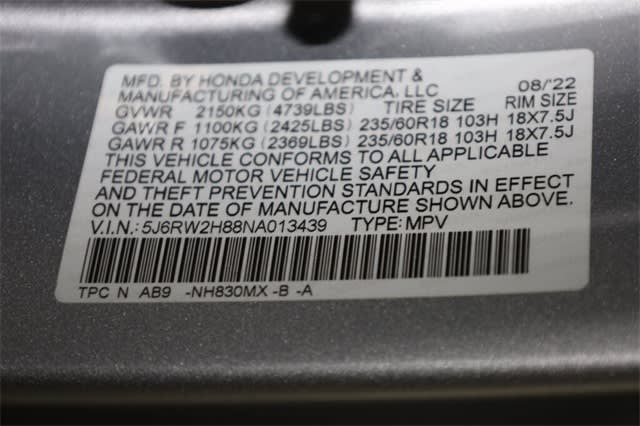 MFD. BY HONDA DEVELOPMENT &
MANUFACTURING OF AMERICA, LLC 08/'22
GVWR 2150KG (4739LBS) TIRE SIZE RIM SIZE
GAWR F 1100KG (2425LBS) 235/60R18 103H 18X7.5J
GAWR R 1075KG (2369LBS) 235/60R18 103H 18X7.5J
THIS VEHICLE CONFORMS TO ALL APPLICABLE
FEDERAL MOTOR VEHICLE SAFETY
AND THEFT PREVENTION STANDARDS IN EFFECT
ON THE DATE OF MANUFACTURE SHOWN ABOVE.
V.I.N.: 5J6RW2H88NA013439 TYPE: MPV
TPC N AB9 -NH830MX -B -A